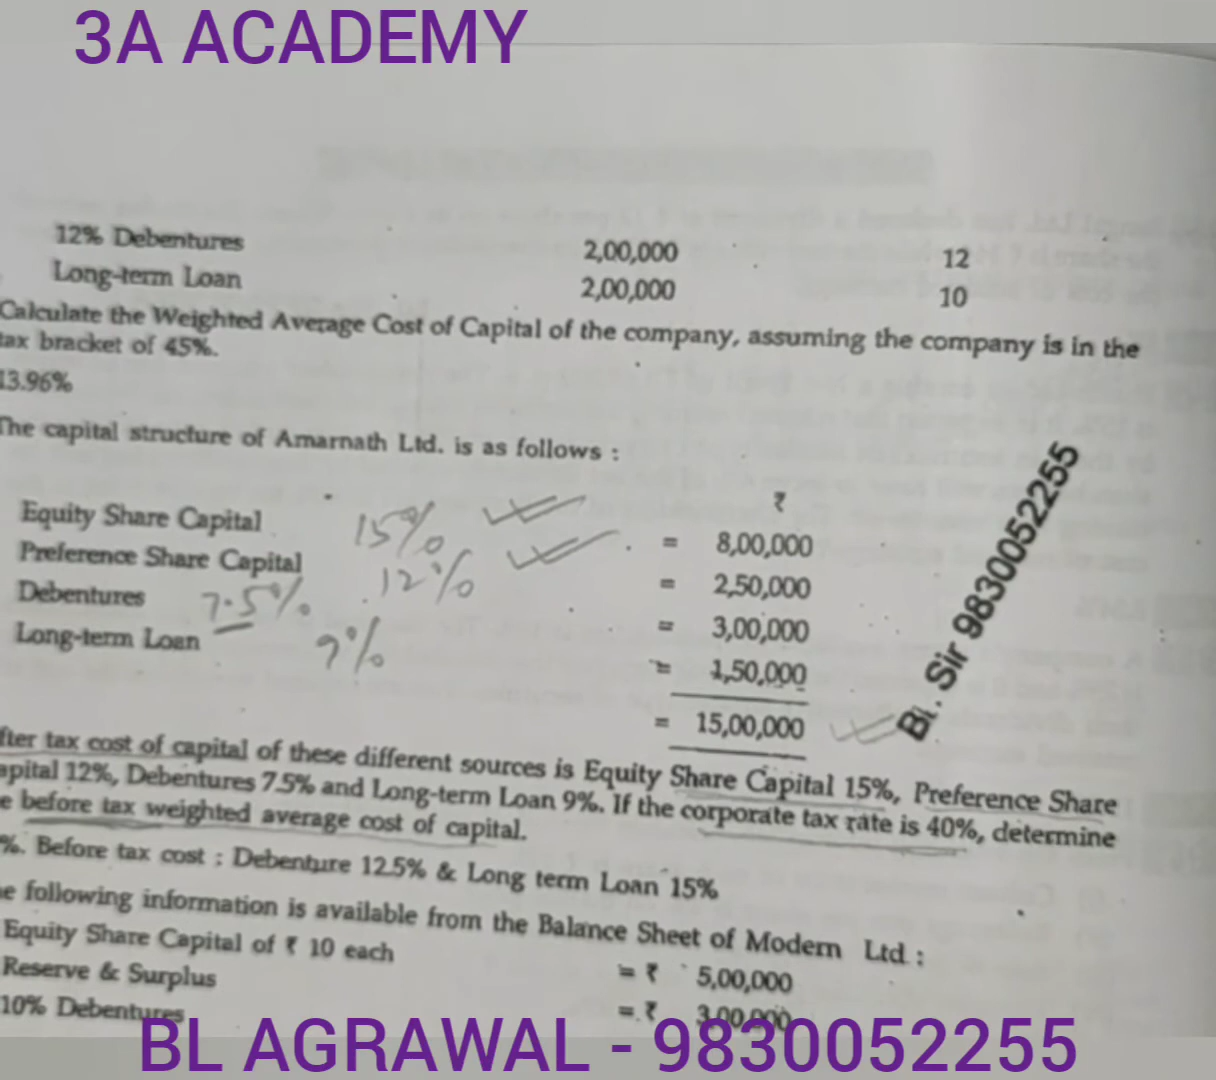 3A ACADEMY
12% Debentures 2,00,000 12
Long-term Loan 2,00,000 10
Calculate the Weighted Average Cost of Capital of the company, assuming the company is in the
tax bracket of 45%.
13.96%
The capital structure of Amarnath Ltd. is as follows :
₹
Equity Share Capital 15% = 8,00,000
Preference Share Capital 12% = 2,50,000
Debentures 7.5% = 3,00,000
Long-term Loan 9% = 1,50,000
= 15,00,000
Bl. Sir 9830052255
fter tax cost of capital of these different sources is Equity Share Capital 15%, Preference Share
apital 12%, Debentures 7.5% and Long-term Loan 9%. If the corporate tax rate is 40%, determine
e before tax weighted average cost of capital.
%. Before tax cost : Debenture 12.5% & Long term Loan 15%
e following information is available from the Balance Sheet of Modern Ltd :
Equity Share Capital of ₹ 10 each = ₹ 5,00,000
Reserve & Surplus = ₹ 3,00,000
10% Debentures
BL AGRAWAL - 9830052255